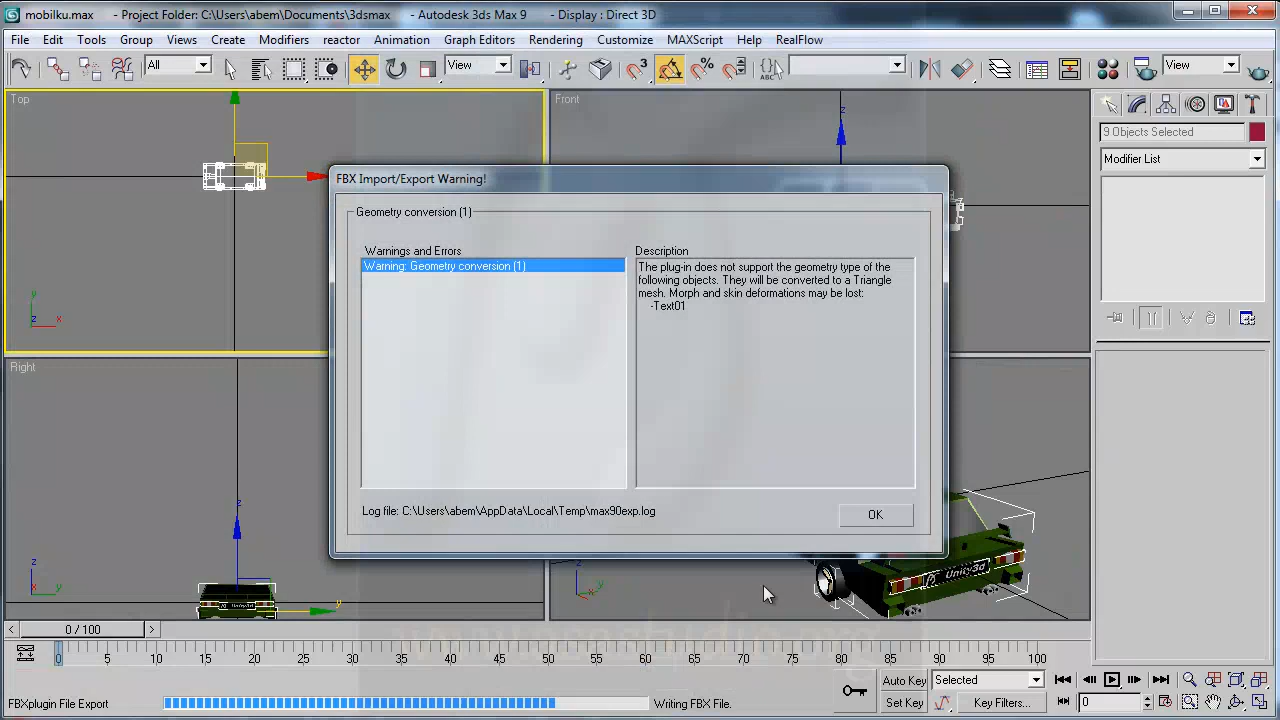 mobilku.max - Project Folder: C:\Users\abem\Documents\3dsmax - Autodesk 3ds Max 9 - Display : Direct 3D
File Edit Tools Group Views Create Modifiers reactor Animation Graph Editors Rendering Customize MAXScript Help RealFlow
All View 3 % ABC View
Top
Front
9 Objects Selected
Modifier List
FBX Import/Export Warning!
Geometry conversion (1)
Warnings and Errors
Description
Warning: Geometry conversion (1)
The plug-in does not support the geometry type of the
following objects. They will be converted to a Triangle
mesh. Morph and skin deformations may be lost:
-Text01
Log file: C:\Users\abem\AppData\Local\Temp\max90exp.log
OK
z
y
z x
Right
z
z
x y
y
Unity3d
z
x y
Unity3d
0 / 100
0 5 10 15 20 25 30 35 40 45 50 55 60 65 70 75 80 85 90 95 100
Auto Key Selected
Set Key Key Filters... 0
FBXplugin File Export
Writing FBX File.